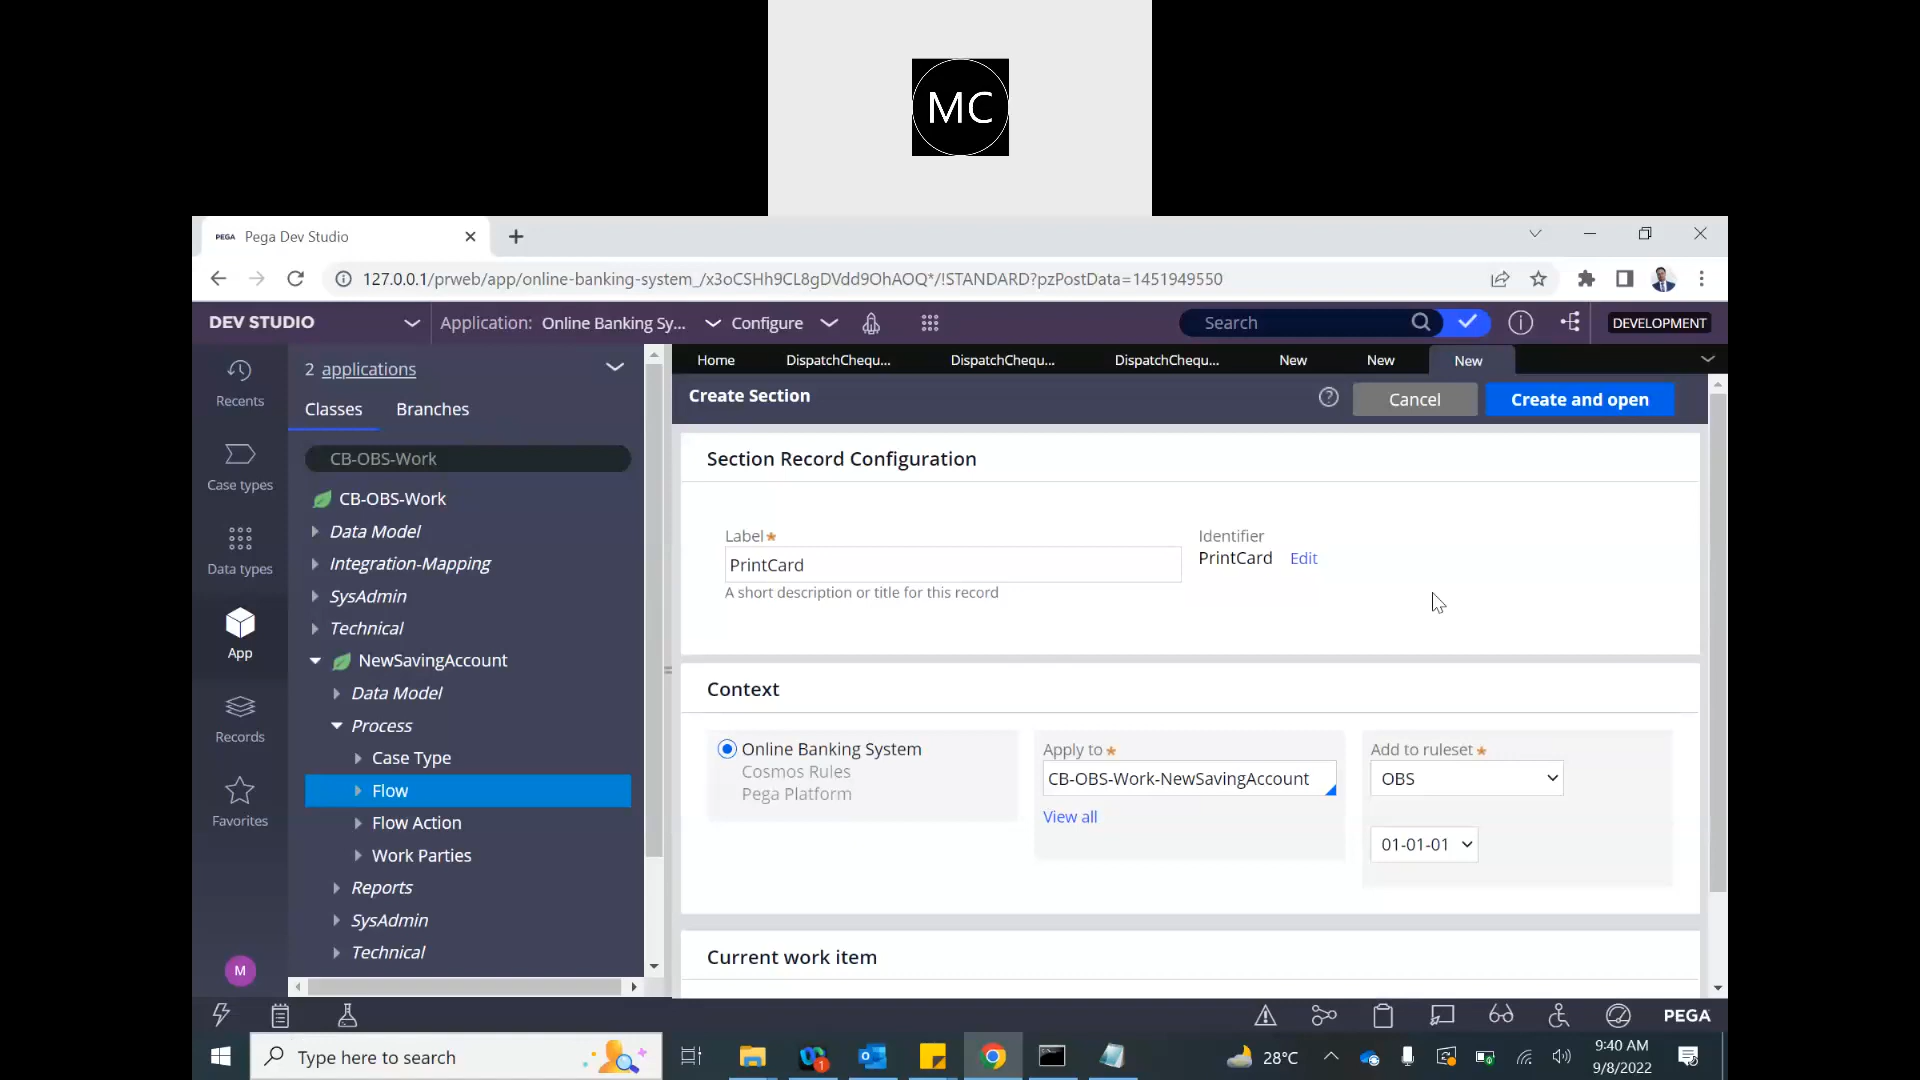 MC
PEGA Pega Dev Studio
127.0.0.1/prweb/app/online-banking-system_/x3oCSHh9CL8gDVdd9OhAOQ*/!STANDARD?pzPostData=1451949550
DEV STUDIO Application: Online Banking Sy... Configure Search DEVELOPMENT
Recents
Case types
Data types
App
Records
Favorites
M
2 applications
Classes Branches
CB-OBS-Work
CB-OBS-Work
Data Model
Integration-Mapping
SysAdmin
Technical
NewSavingAccount
Data Model
Process
Case Type
Flow
Flow Action
Work Parties
Reports
SysAdmin
Technical
Home DispatchChequ... DispatchChequ... DispatchChequ... New New New
Create Section Cancel Create and open
Section Record Configuration
Label★ Identifier
PrintCard PrintCard Edit
A short description or title for this record
Context
Online Banking System Apply to★ Add to ruleset★
Cosmos Rules CB-OBS-Work-NewSavingAccount OBS
Pega Platform
View all
01-01-01
Current work item
PEGA
Type here to search 1 28°C 9:40 AM
9/8/2022